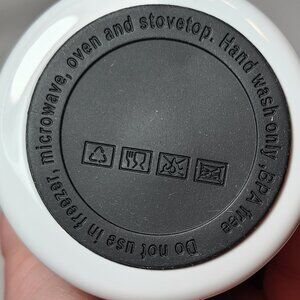 Do not use in freezer, microwave, oven and stovetop. Hand wash only ,BPA free